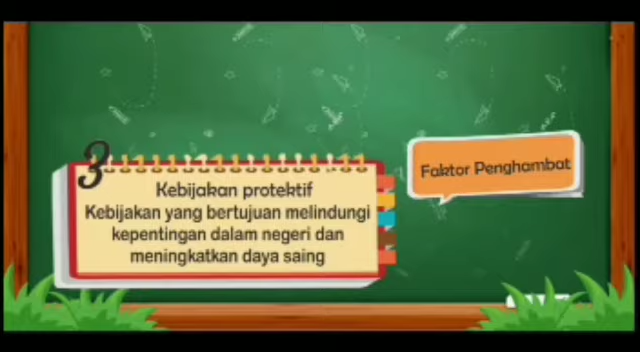 3
Kebijakan protektif
Kebijakan yang bertujuan melindungi
kepentingan dalam negeri dan
meningkatkan daya saing
Faktor Penghambat